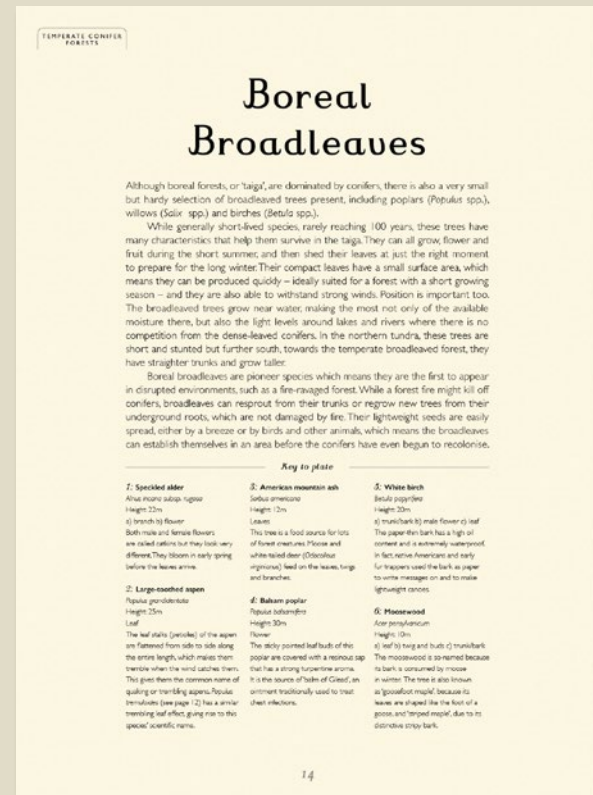 TEMPERATE CONIFER
FORESTS
Boreal
Broadleaves
Although boreal forests, or 'taiga', are dominated by conifers, there is also a very small
but hardy selection of broadleaved trees present, including poplars (Populus spp.),
willows (Salix spp.) and birches (Betula spp.).
While generally short-lived species, rarely reaching 100 years, these trees have
many characteristics that help them survive in the taiga. They can all grow, flower and
fruit during the short summer, and then shed their leaves at just the right moment
to prepare for the long winter. Their compact leaves have a small surface area, which
means they can be produced quickly – ideally suited for a forest with a short growing
season – and they are also able to withstand strong winds. Position is important too.
The broadleaved trees grow near water, making the most not only of the available
moisture there, but also the light levels around lakes and rivers where there is no
competition from the dense-leaved conifers. In the northern tundra, these trees are
short and stunted but further south, towards the temperate broadleaved forest, they
have straighter trunks and grow taller.
Boreal broadleaves are pioneer species which means they are the first to appear
in disrupted environments, such as a fire-ravaged forest. While a forest fire might kill off
conifers, broadleaves can resprout from their trunks or regrow new trees from their
underground roots, which are not damaged by fire. Their lightweight seeds are easily
spread, either by a breeze or by birds and other animals, which means the broadleaves
can establish themselves in an area before the conifers have even begun to recolonise.
Key to plate
1: Speckled alder
Alnus incana subsp. rugosa
Height: 22m
a) branch b) flower
Both male and female flowers
are called catkins but they look very
different. They bloom in early spring
before the leaves arrive.
2: Large-toothed aspen
Populus grandidentata
Height: 25m
Leaf
The leaf stalks (petioles) of the aspen
are flattened from side to side along
the entire length, which makes them
tremble when the wind catches them.
This gives them the common name of
quaking or trembling aspens. Populus
tremuloides (see page 12) has a similar
trembling leaf effect, giving rise to this
species' scientific name.
3: American mountain ash
Sorbus americana
Height: 12m
Leaves
This tree is a food source for lots
of forest creatures. Moose and
white-tailed deer (Odocoileus
virginianus) feed on the leaves, twigs
and branches.
4: Balsam poplar
Populus balsamifera
Height: 30m
Flower
The sticky pointed leaf buds of this
poplar are covered with a resinous sap
that has a strong turpentine aroma.
It is the source of 'balm of Gilead', an
ointment traditionally used to treat
chest infections.
5: White birch
Betula papyrifera
Height: 20m
a) trunk/bark b) male flower c) leaf
The paper-thin bark has a high oil
content and is extremely waterproof.
In fact, native Americans and early
fur trappers used the bark as paper
to write messages on and to make
lightweight canoes.
6: Moosewood
Acer pensylvanicum
Height: 10m
a) leaf b) twig and buds c) trunk/bark
The moosewood is so-named because
its bark is consumed by moose
in winter. The tree is also known
as 'goosefoot maple', because its
leaves are shaped like the foot of a
goose, and 'striped maple', due to its
distinctive stripy bark.
14